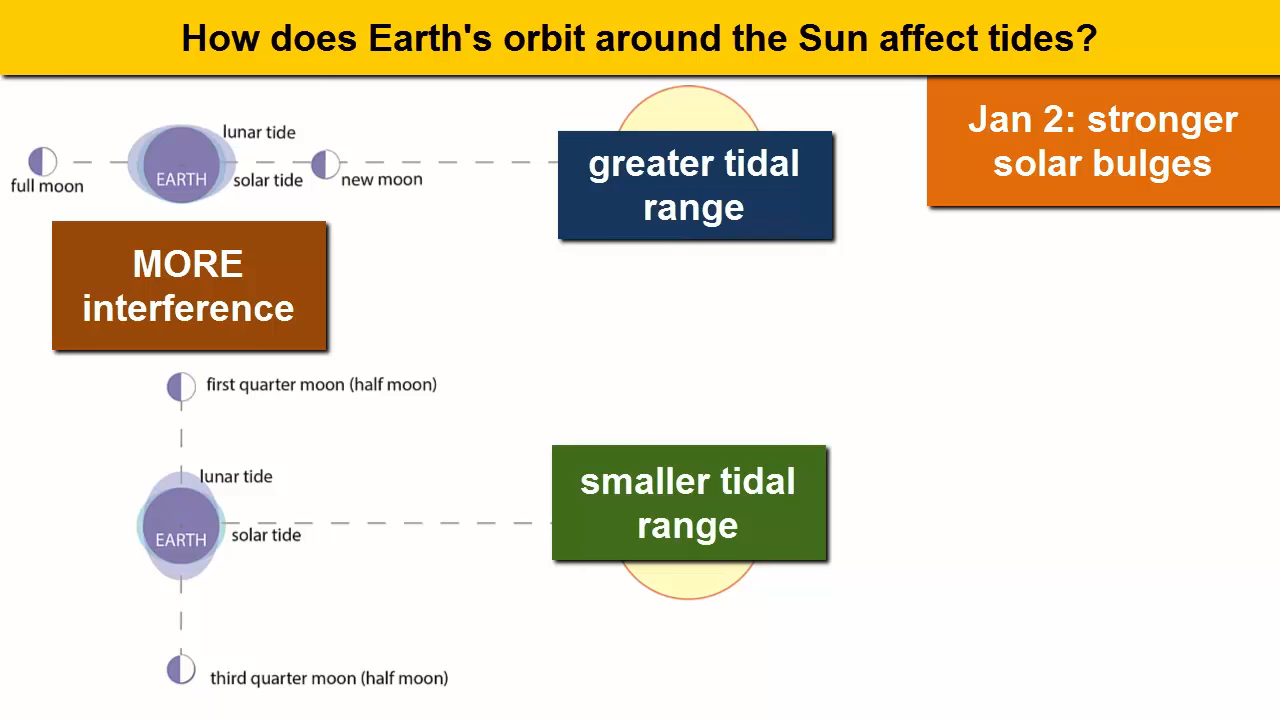 How does Earth's orbit around the Sun affect tides?
Jan 2: stronger
solar bulges
lunar tide
EARTH
solar tide
full moon
new moon
greater tidal
range
MORE
interference
first quarter moon (half moon)
lunar tide
EARTH
solar tide
smaller tidal
range
third quarter moon (half moon)